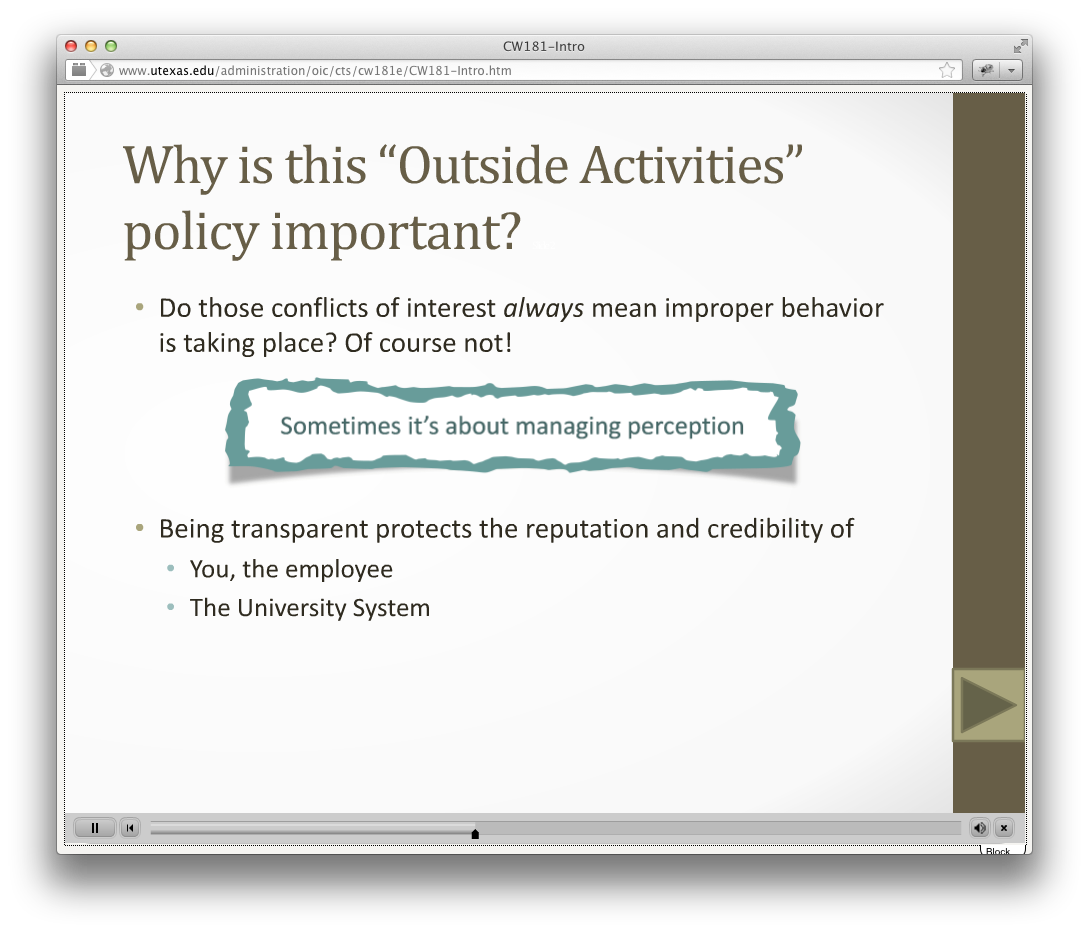 CW181-Intro
www.utexas.edu/administration/oic/cts/cw181e/CW181-Intro.htm
Why is this “Outside Activities”
policy important?
• Do those conflicts of interest always mean improper behavior
is taking place? Of course not!
Sometimes it’s about managing perception
• Being transparent protects the reputation and credibility of
• You, the employee
• The University System
Block